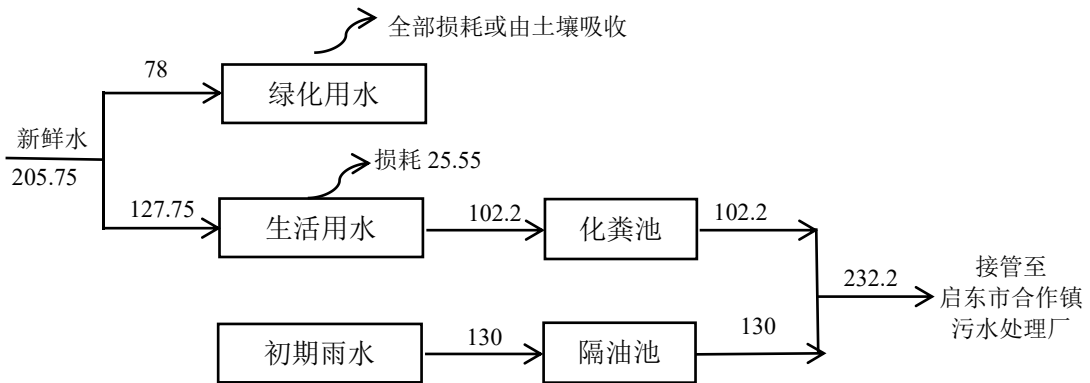 全部损耗或由土壤吸收
78
绿化用水
新鲜水
205.75
损耗 25.55
127.75
生活用水
102.2
化粪池
102.2
232.2
接管至
启东市合作镇
污水处理厂
初期雨水
130
隔油池
130